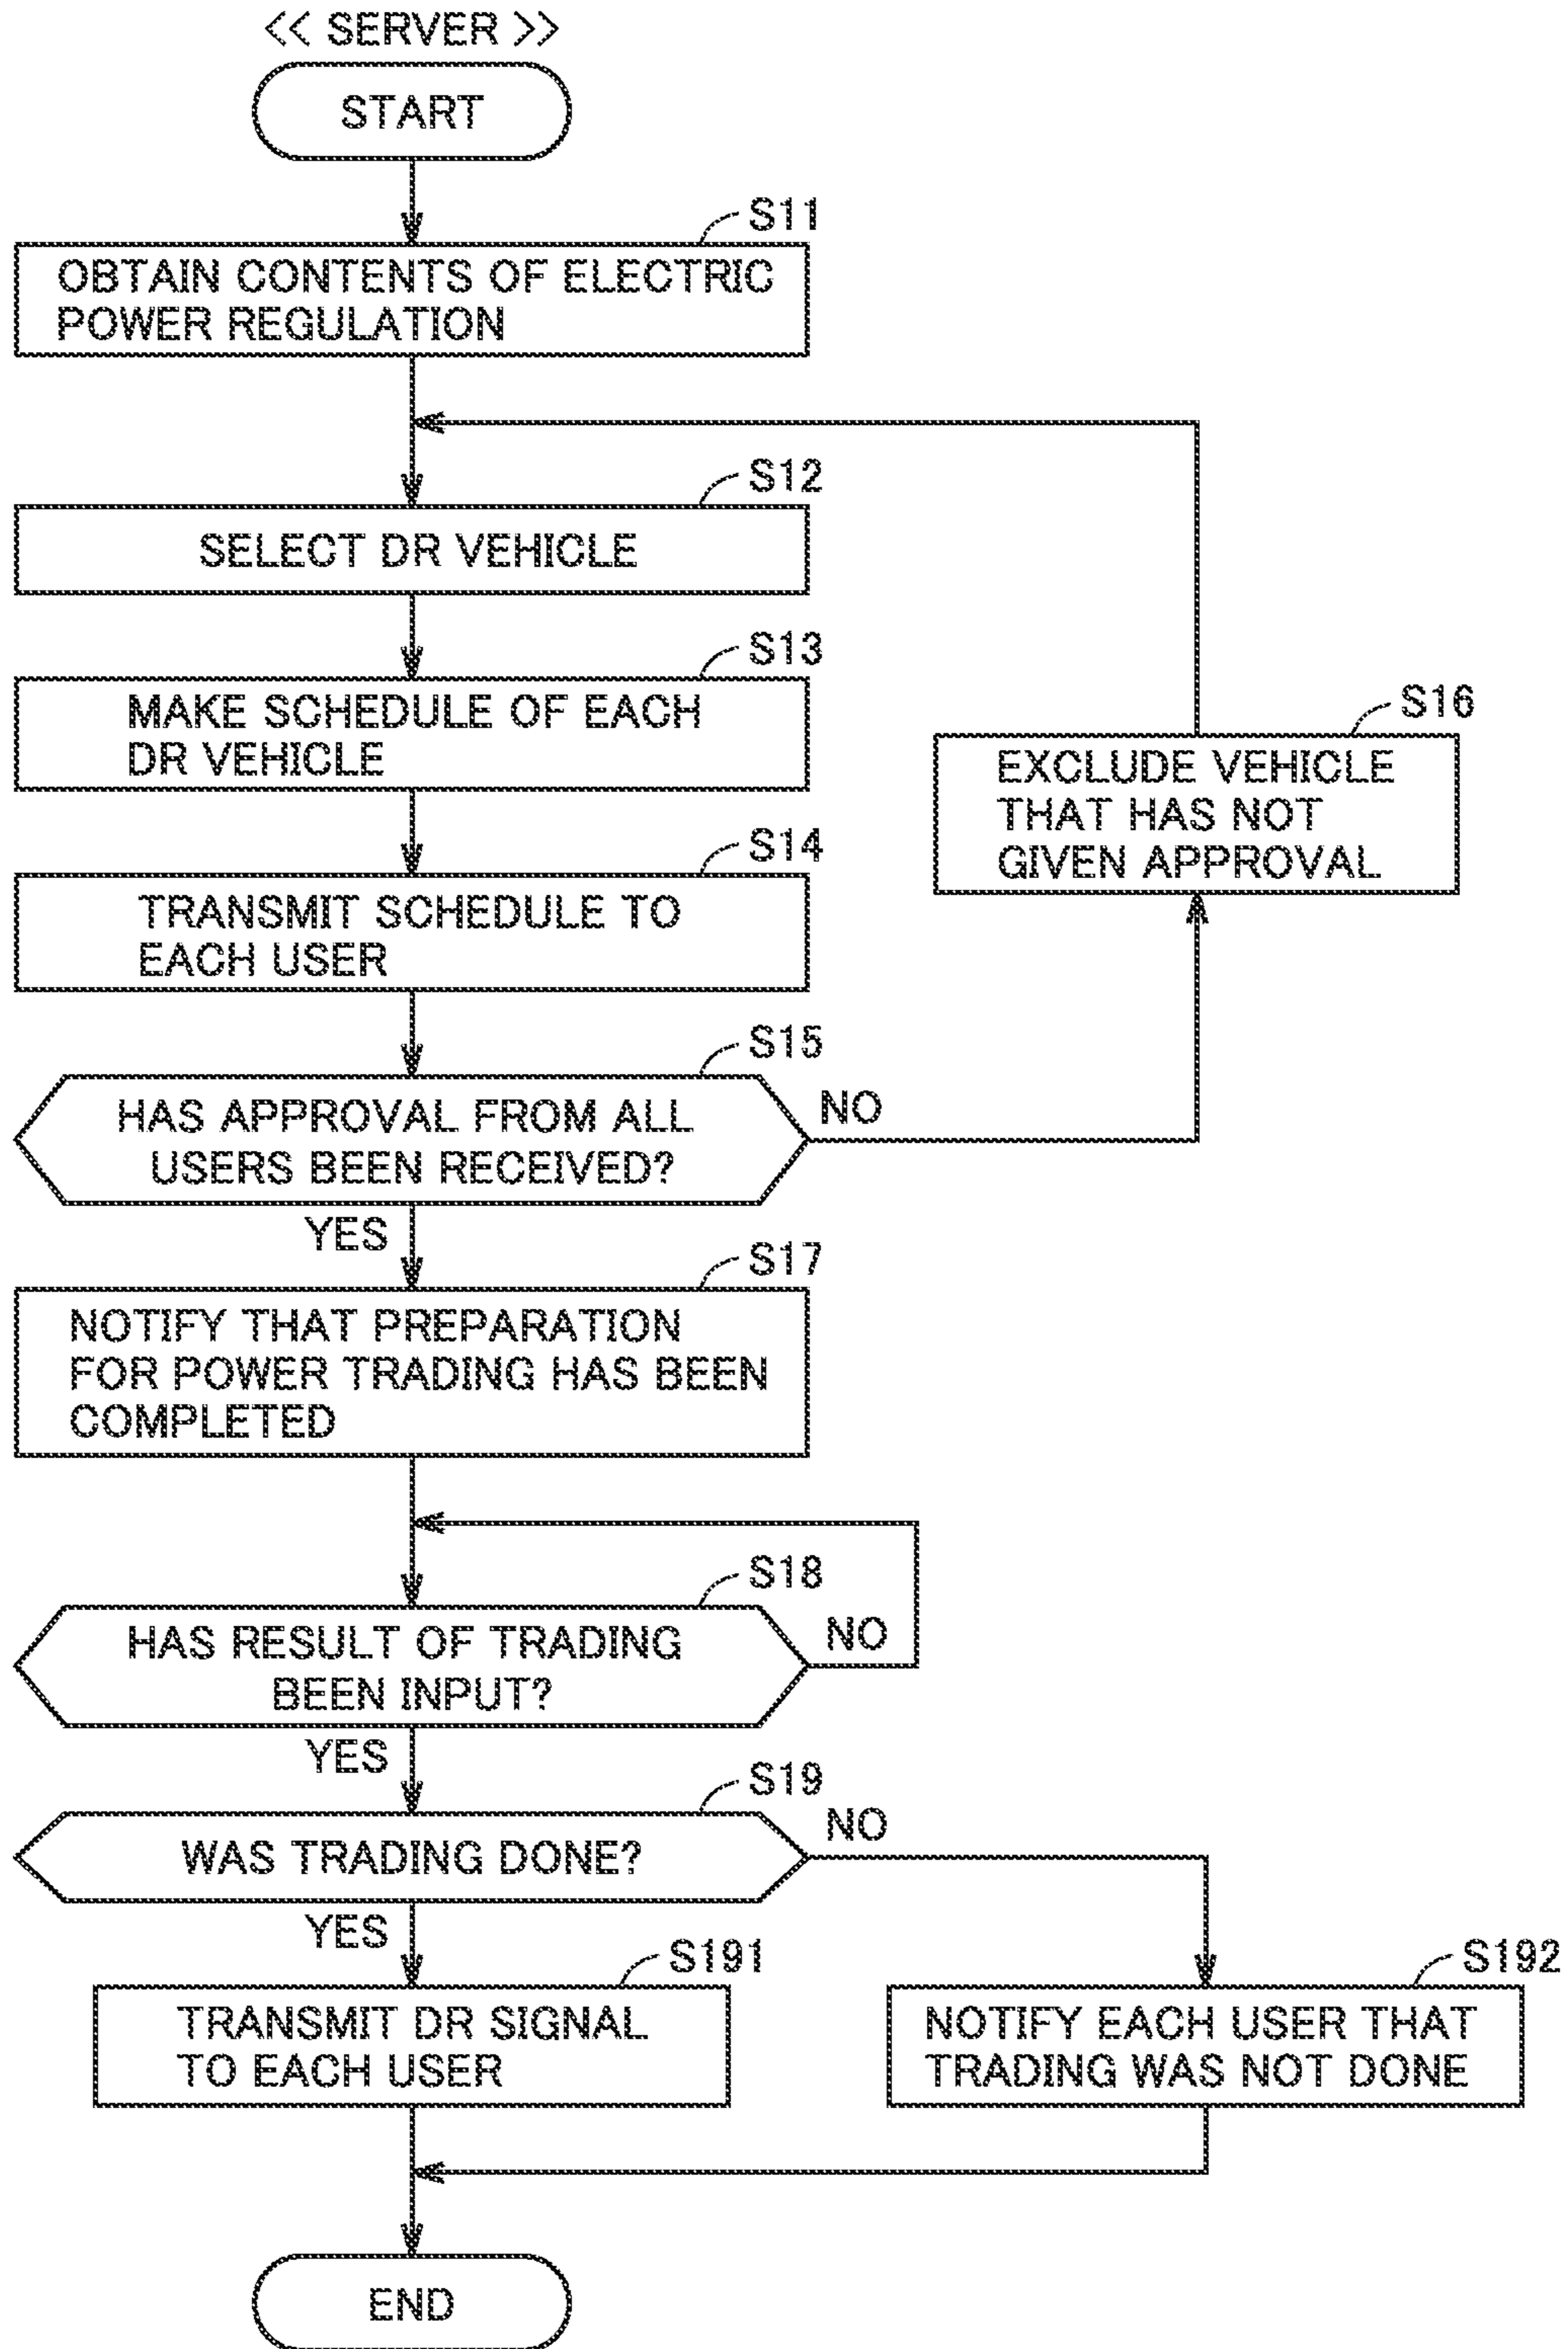 << SERVER >>
START
S11
OBTAIN CONTENTS OF ELECTRIC
POWER REGULATION
S12
SELECT DR VEHICLE
S13
MAKE SCHEDULE OF EACH
DR VEHICLE
S16
EXCLUDE VEHICLE
THAT HAS NOT
GIVEN APPROVAL
S14
TRANSMIT SCHEDULE TO
EACH USER
S15
HAS APPROVAL FROM ALL
USERS BEEN RECEIVED?
NO
YES
S17
NOTIFY THAT PREPARATION
FOR POWER TRADING HAS BEEN
COMPLETED
S18
HAS RESULT OF TRADING
BEEN INPUT?
NO
YES
S19
WAS TRADING DONE?
NO
YES
S191
TRANSMIT DR SIGNAL
TO EACH USER
S192
NOTIFY EACH USER THAT
TRADING WAS NOT DONE
END